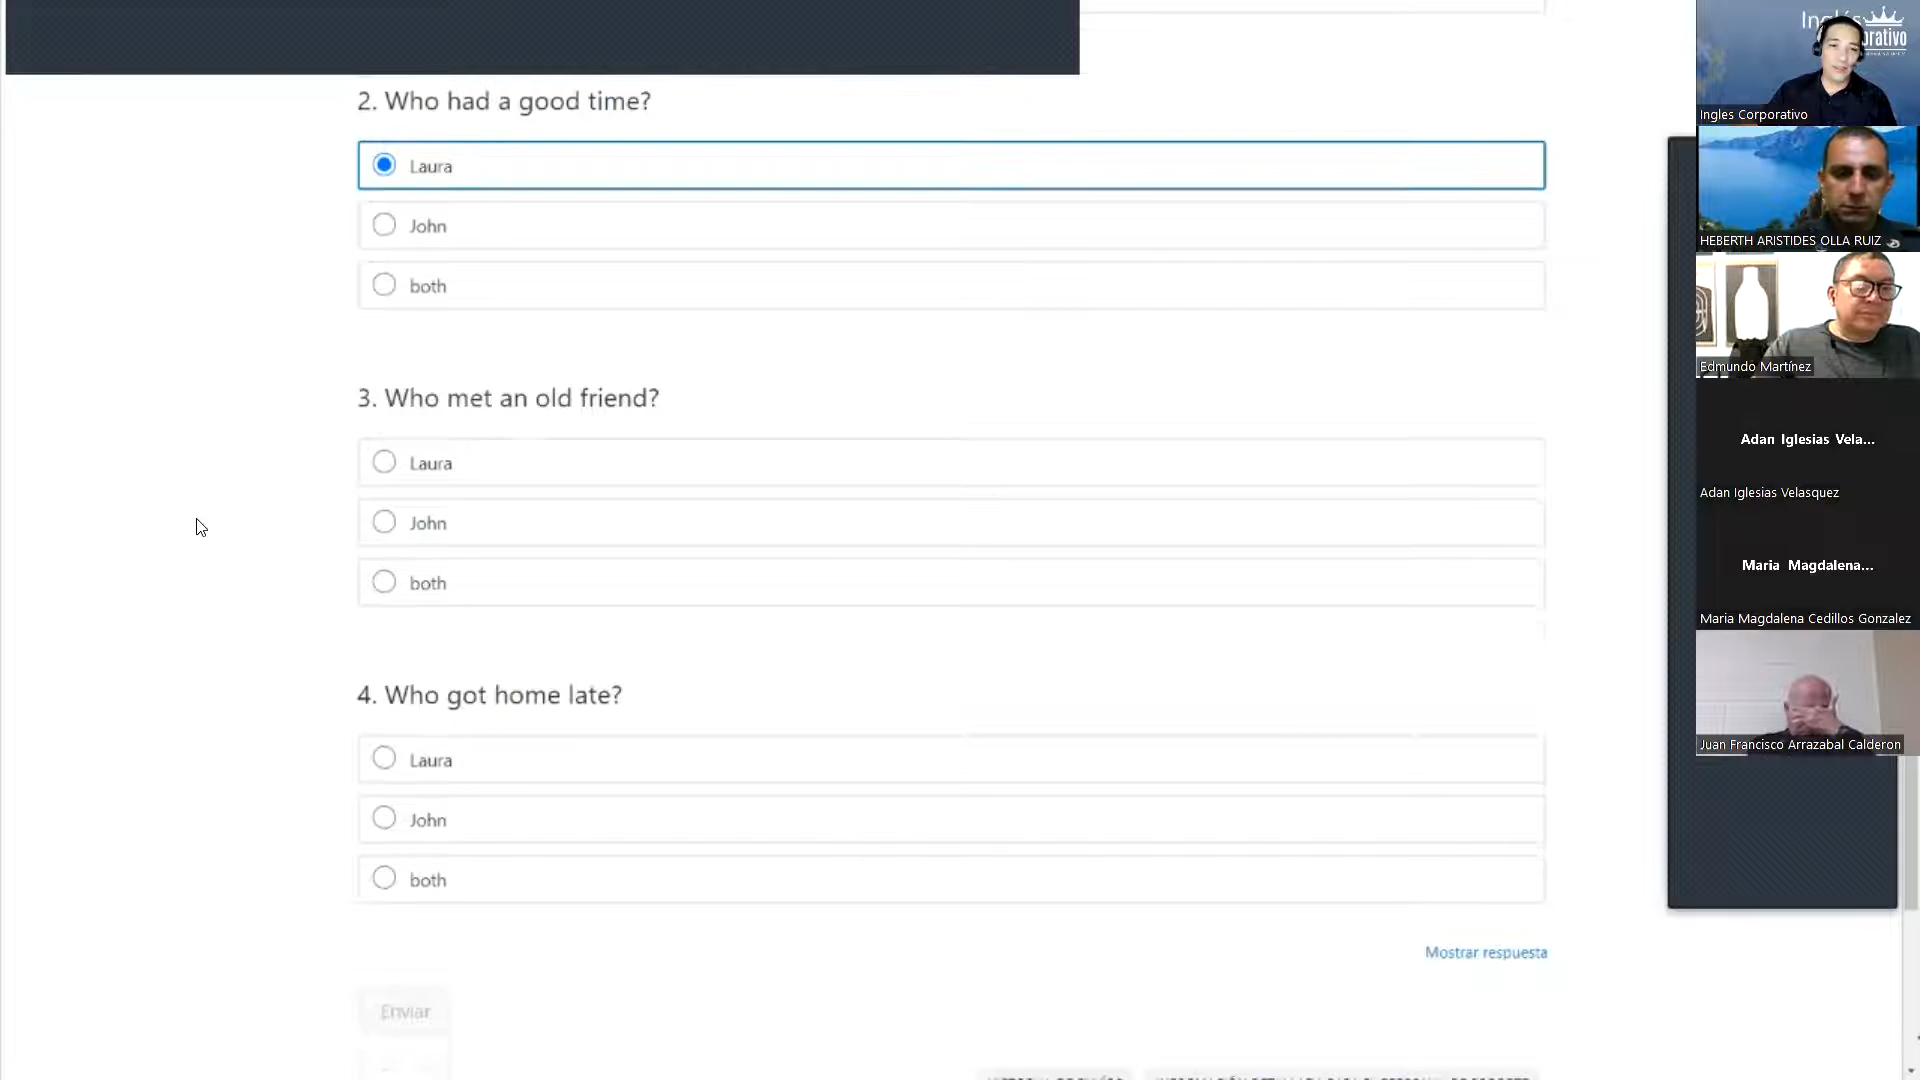 2. Who had a good time?
Laura
John
both
3. Who met an old friend?
Laura
John
both
4. Who got home late?
Laura
John
both
Mostrar respuesta
Enviar
Ingles Corporativo
HEBERTH ARISTIDES OLLA RUIZ
Edmundo Martínez
Adan Iglesias Vela...
Adan Iglesias Velasquez
Maria Magdalena...
Maria Magdalena Cedillos Gonzalez
Juan Francisco Arrazabal Calderon